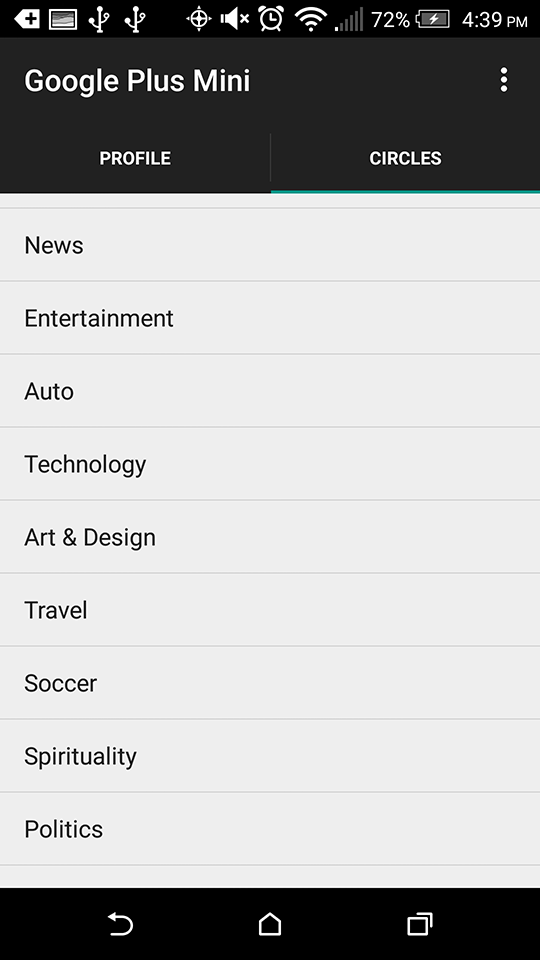 72% 4:39 PM
Google Plus Mini
PROFILE CIRCLES
News
Entertainment
Auto
Technology
Art & Design
Travel
Soccer
Spirituality
Politics